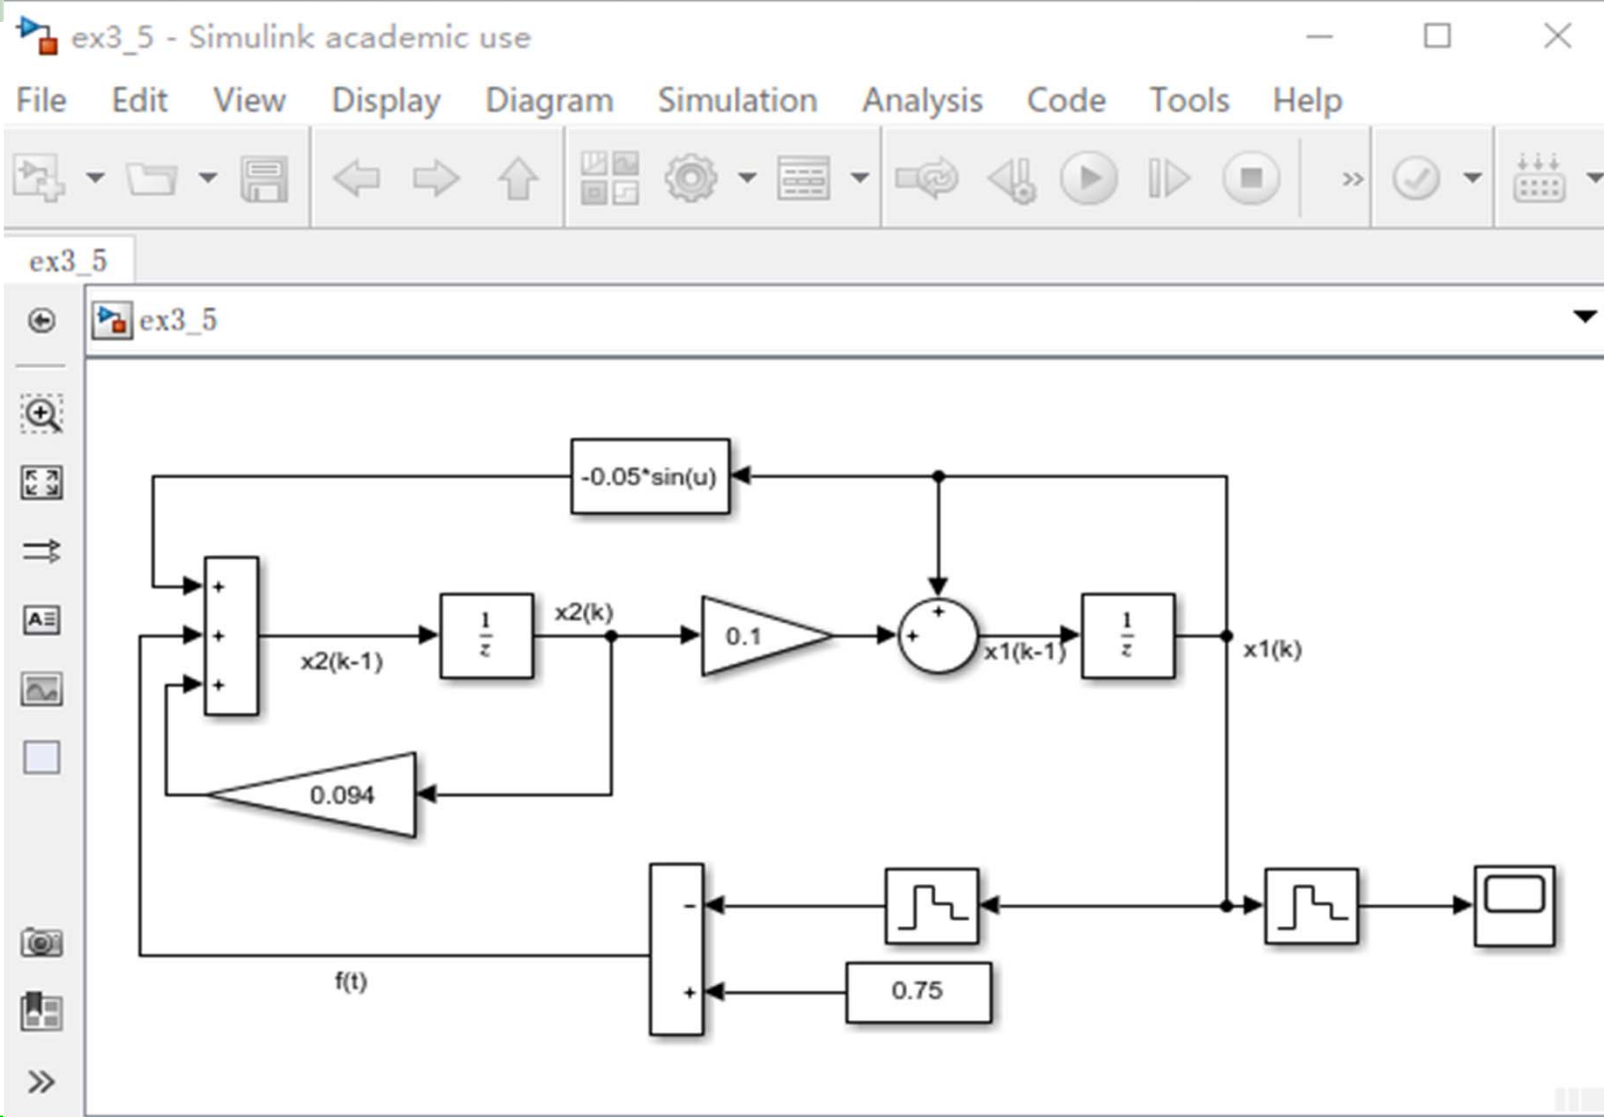 ex3_5 - Simulink academic use
File Edit View Display Diagram Simulation Analysis Code Tools Help
ex3_5
ex3_5
-0.05*sin(u)
+
+
+
x2(k-1)
1
z
x2(k)
0.1
+
+
x1(k-1)
1
z
x1(k)
0.094
-
+
0.75
f(t)